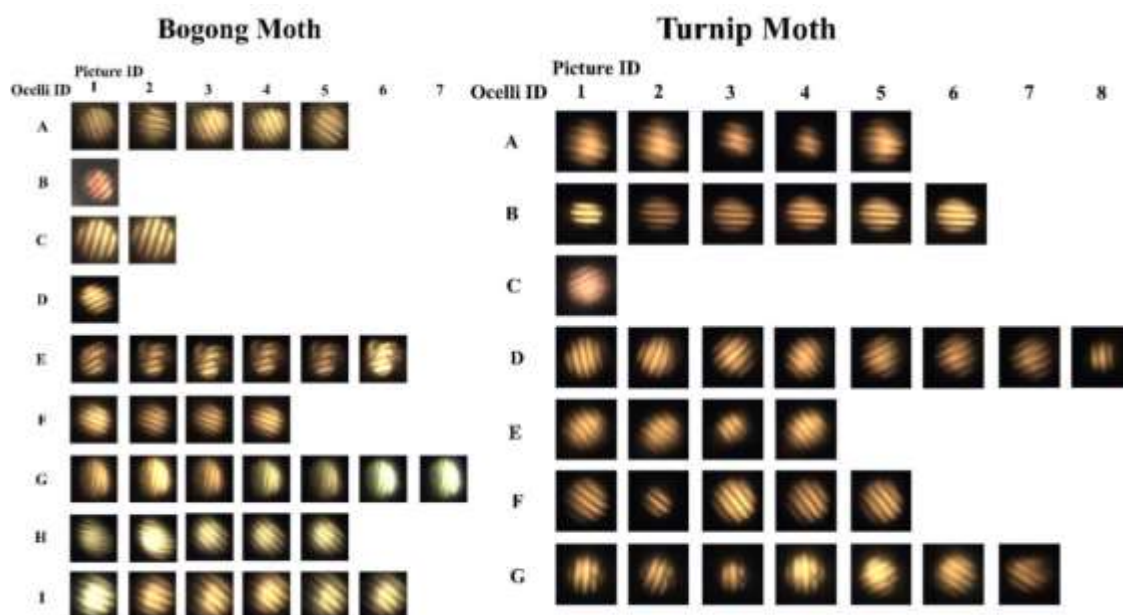 Bogong Moth
Picture ID
Ocelli ID 1 2 3 4 5 6 7
A
B
C
D
E
F
G
H
I
Turnip Moth
Picture ID
Ocelli ID 1 2 3 4 5 6 7 8
A
B
C
D
E
F
G